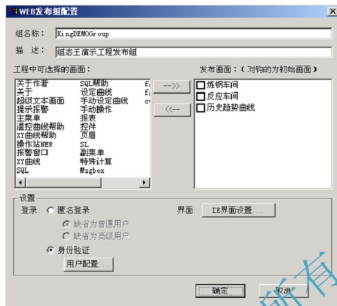 WEB发布组配置
组名称: KingDEMOGroup
描 述: 组态王演示工程发布组
工程中可选择的画面: 发布画面:(对钩的为初始画面)
关于作者 SQL帮助
关于 设定曲线
超级文本画面 手动设定曲线
提示报警 手动操作
主菜单 报表
温控曲线帮助 控件
XY曲线帮助 页眉
操作站NEW SL
报警窗口 副菜单
XY曲线 特殊计算
SQL Msgbox
-->>
<<--
炼钢车间
反应车间
历史趋势曲线
设置
登录: 匿名登录 界面: IE界面设置
缺省为普通用户
缺省为高级用户
身份验证
用户配置
确定 取消
所有